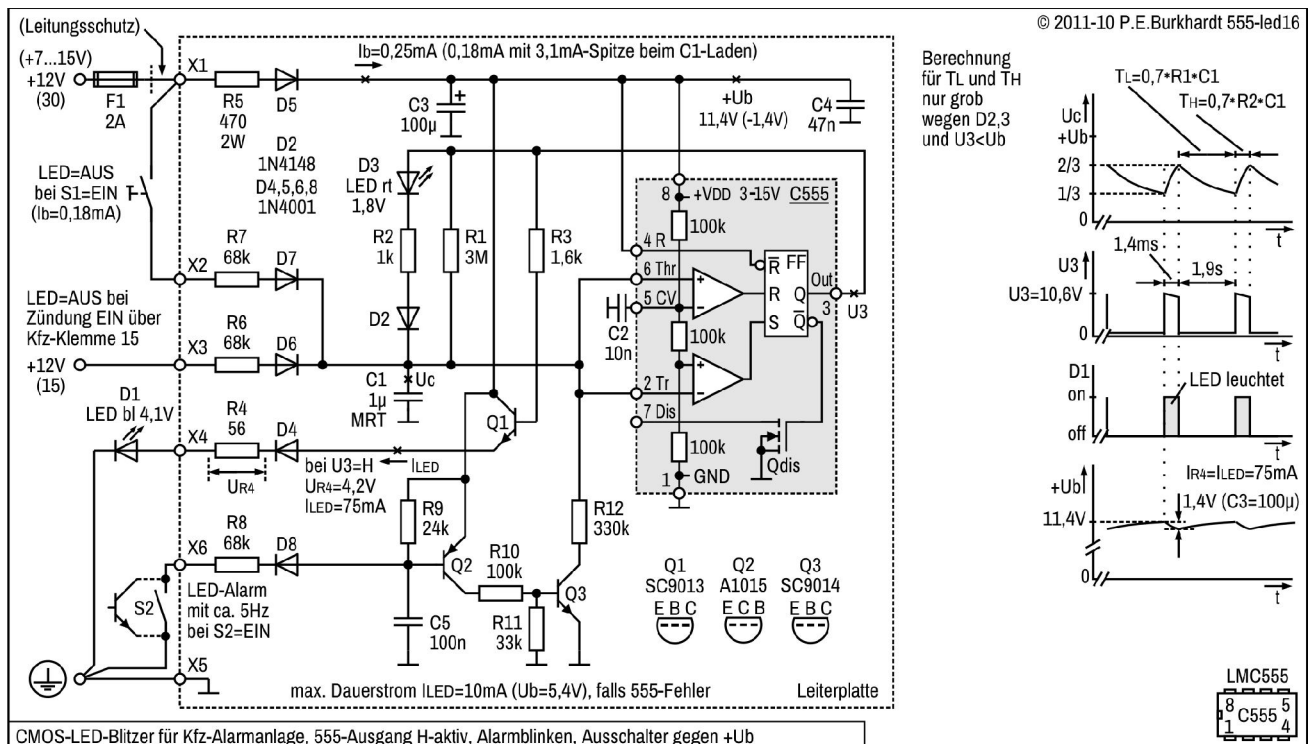 © 2011-10 P.E.Burkhardt 555-led16
(Leitungsschutz)
(+7...15V)
+12V
(30)
F1
2A
X1
R5
470
2W
D5
Ib=0,25mA (0,18mA mit 3,1mA-Spitze beim C1-Laden)
C3
100µ
+
+Ub
11,4V (-1,4V)
C4
47n
D2
1N4148
D4,5,6,8
1N4001
LED=AUS
bei S1=EIN
(Ib=0,18mA)
D3
LED rt
1,8V
R2
1k
D2
R1
3M
R3
1,6k
X2
R7
68k
D7
LED=AUS bei
Zündung EIN über
Kfz-Klemme 15
X3
R6
68k
D6
+12V
(15)
C1
1µ
MRT
Uc
8
+VDD 3-15V
C555
100k
4 R
6 Thr
5 CV
C2
10n
100k
2 Tr
7 Dis
100k
1
GND
R
FF
R
Q
S
Q
Out
3
U3
Qdis
D1
LED bl 4,1V
X4
R4
56
D4
UR4
bei U3=H
UR4=4,2V
ILED=75mA
ILED
Q1
R9
24k
R12
330k
X6
R8
68k
D8
Q2
R10
100k
Q3
S2
LED-Alarm
mit ca. 5Hz
bei S2=EIN
C5
100n
R11
33k
Q1
SC9013
E B C
Q2
A1015
E C B
Q3
SC9014
E B C
X5
max. Dauerstrom ILED=10mA (Ub=5,4V), falls 555-Fehler
Leiterplatte
Berechnung
für TL und TH
nur grob
wegen D2,3
und U3<Ub
TL=0,7*R1*C1
TH=0,7*R2*C1
Uc
+Ub
2/3
1/3
0
t
1,4ms
1,9s
U3
U3=10,6V
0
t
D1
on
off
LED leuchtet
t
+Ub
11,4V
IR4=ILED=75mA
1,4V (C3=100µ)
0
t
LMC555
8 5
C555
1 4
CMOS-LED-Blitzer für Kfz-Alarmanlage, 555-Ausgang H-aktiv, Alarmblinken, Ausschalter gegen +Ub